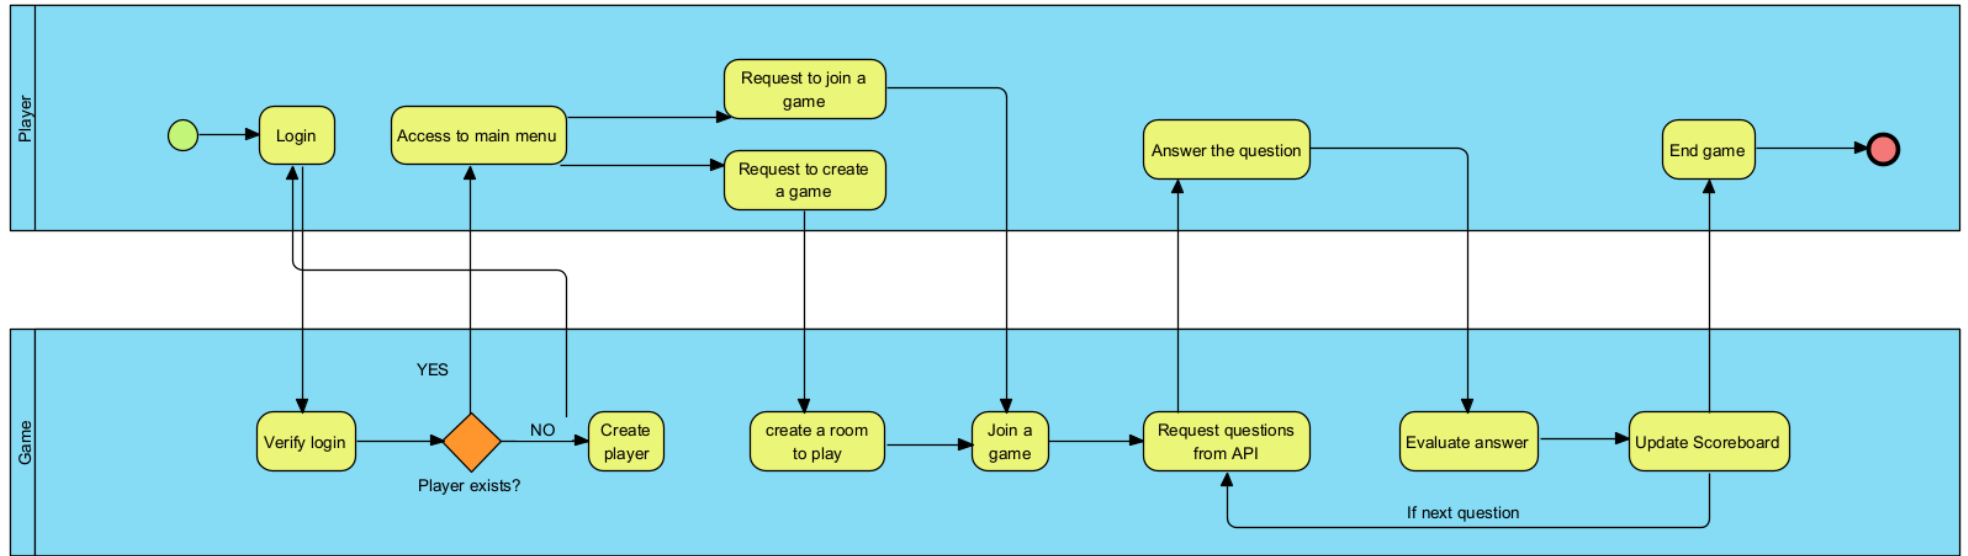 Player
Login
Access to main menu
Request to join a
game
Request to create
a game
Answer the question
End game
Game
YES
Verify login
NO
Player exists?
Create
player
create a room
to play
Join a
game
Request questions
from API
Evaluate answer
Update Scoreboard
If next question